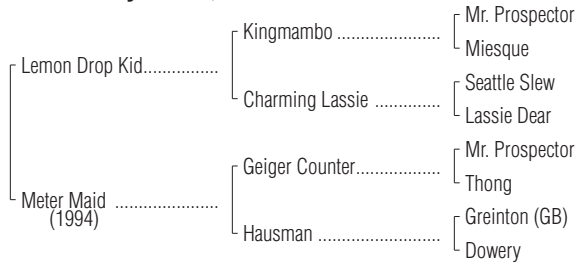 Mr. Prospector
Kingmambo ..................
Miesque
Lemon Drop Kid................
Seattle Slew
Charming Lassie ...............
Lassie Dear
Mr. Prospector
Geiger Counter...................
Thong
Meter Maid ......................
(1994)
Greinton (GB)
Hausman ...........................
Dowery